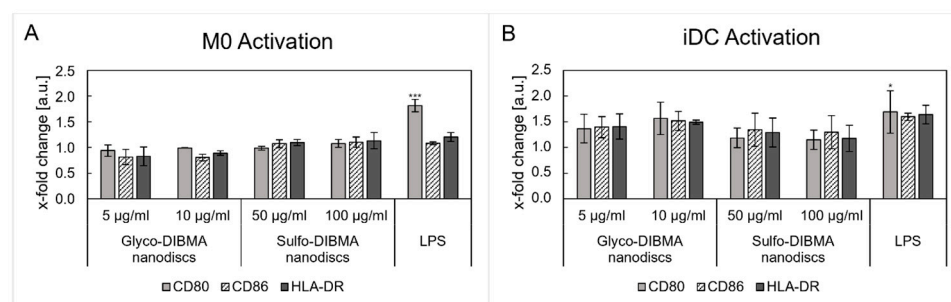 A
M0 Activation
x-fold change [a.u.]
2.5
2.0
1.5
1.0
0.5
0.0
***
5 µg/ml 10 µg/ml 50 µg/ml 100 µg/ml
Glyco-DIBMA Sulfo-DIBMA LPS
nanodiscs nanodiscs
CD80 CD86 HLA-DR
B
iDC Activation
x-fold change [a.u.]
2.5
2.0
1.5
1.0
0.5
0.0
*
5 µg/ml 10 µg/ml 50 µg/ml 100 µg/ml
Glyco-DIBMA Sulfo-DIBMA LPS
nanodiscs nanodiscs
CD80 CD86 HLA-DR